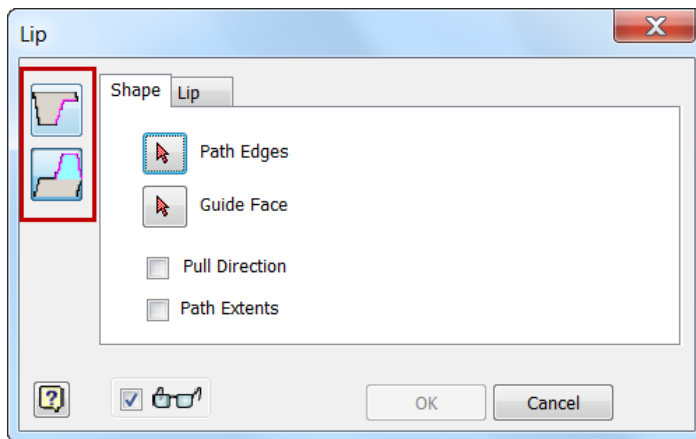 Lip
Shape
Lip
Path Edges
Guide Face
Pull Direction
Path Extents
OK
Cancel